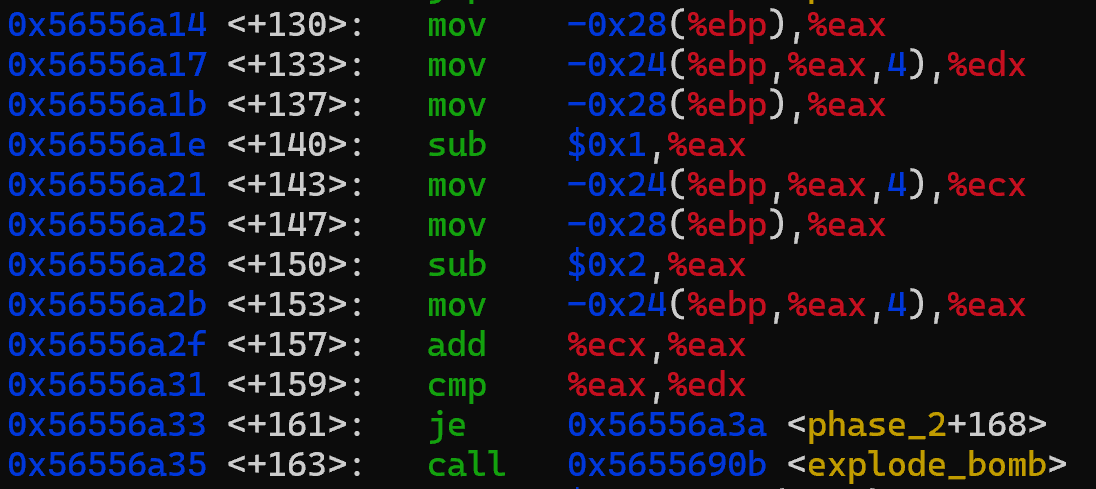 0x56556a14 <+130>: mov -0x28(%ebp),%eax
0x56556a17 <+133>: mov -0x24(%ebp,%eax,4),%edx
0x56556a1b <+137>: mov -0x28(%ebp),%eax
0x56556a1e <+140>: sub $0x1,%eax
0x56556a21 <+143>: mov -0x24(%ebp,%eax,4),%ecx
0x56556a25 <+147>: mov -0x28(%ebp),%eax
0x56556a28 <+150>: sub $0x2,%eax
0x56556a2b <+153>: mov -0x24(%ebp,%eax,4),%eax
0x56556a2f <+157>: add %ecx,%eax
0x56556a31 <+159>: cmp %eax,%edx
0x56556a33 <+161>: je 0x56556a3a <phase_2+168>
0x56556a35 <+163>: call 0x5655690b <explode_bomb>